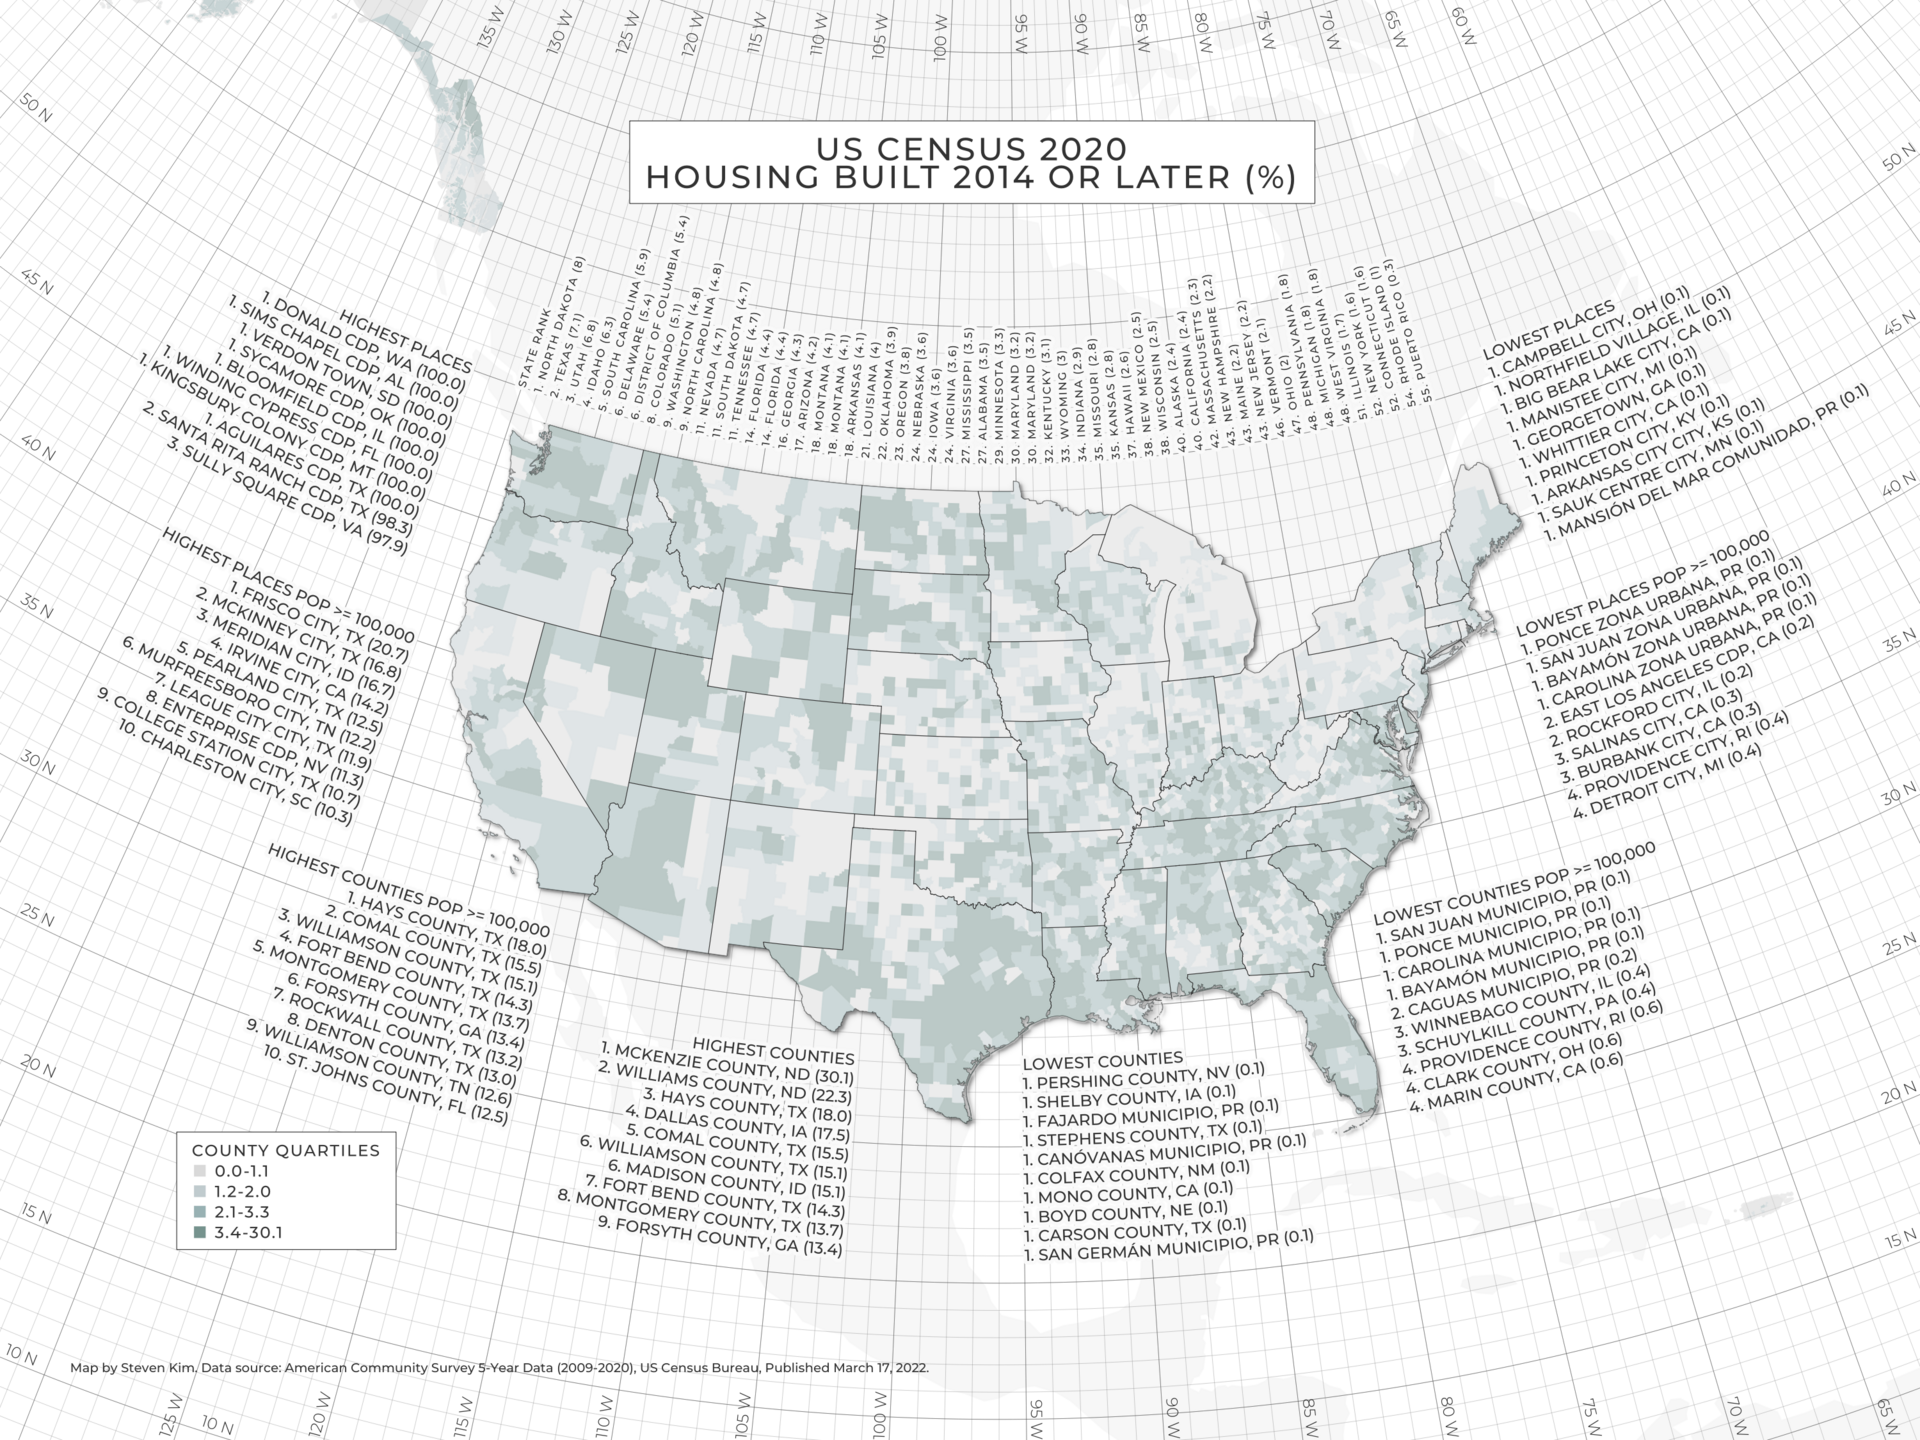 135 W
130 W
125 W
120 W
115 W
110 W
105 W
100 W
95 W
90 W
85 W
80 W
75 W
70 W
65 W
60 W
US CENSUS 2020
HOUSING BUILT 2014 OR LATER (%)
STATE RANK
1. NORTH DAKOTA (8)
2. TEXAS (7.1)
3. UTAH (6.8)
4. IDAHO (6.3)
5. SOUTH CAROLINA (5.9)
6. DELAWARE (5.4)
6. DISTRICT OF COLUMBIA (5.4)
8. COLORADO (5.1)
9. WASHINGTON (4.8)
9. NORTH CAROLINA (4.8)
11. NEVADA (4.7)
11. SOUTH DAKOTA (4.7)
11. TENNESSEE (4.7)
14. FLORIDA (4.4)
14. FLORIDA (4.4)
16. GEORGIA (4.3)
17. ARIZONA (4.2)
18. MONTANA (4.1)
18. MONTANA (4.1)
18. ARKANSAS (4.1)
21. LOUISIANA (4)
22. OKLAHOMA (3.9)
23. OREGON (3.8)
24. NEBRASKA (3.6)
24. IOWA (3.6)
24. VIRGINIA (3.6)
27. MISSISSIPPI (3.5)
27. ALABAMA (3.5)
29. MINNESOTA (3.3)
30. MARYLAND (3.2)
30. MARYLAND (3.2)
32. KENTUCKY (3.1)
33. WYOMING (3)
34. INDIANA (2.9)
35. MISSOURI (2.8)
35. KANSAS (2.8)
37. HAWAII (2.6)
38. NEW MEXICO (2.5)
38. WISCONSIN (2.5)
40. ALASKA (2.4)
40. CALIFORNIA (2.4)
42. MASSACHUSETTS (2.3)
43. NEW HAMPSHIRE (2.2)
43. MAINE (2.2)
43. NEW JERSEY (2.2)
46. VERMONT (2.1)
47. OHIO (2)
48. PENNSYLVANIA (1.8)
48. MICHIGAN (1.8)
48. WEST VIRGINIA (1.8)
51. ILLINOIS (1.7)
52. NEW YORK (1.6)
52. CONNECTICUT (1.6)
54. RHODE ISLAND (1)
55. PUERTO RICO (0.3)
HIGHEST PLACES
1. DONALD CDP, WA (100.0)
1. SIMS CHAPEL CDP, AL (100.0)
1. VERDON TOWN, SD (100.0)
1. SYCAMORE CDP, OK (100.0)
1. BLOOMFIELD CDP, IL (100.0)
1. WINDING CYPRESS CDP, FL (100.0)
1. KINGSBURY COLONY CDP, MT (100.0)
1. AGUILARES CDP, TX (100.0)
2. SANTA RITA RANCH CDP, TX (98.3)
3. SULLY SQUARE CDP, VA (97.9)
HIGHEST PLACES POP >= 100,000
1. FRISCO CITY, TX (20.7)
2. MCKINNEY CITY, TX (16.8)
3. MERIDIAN CITY, ID (16.7)
4. IRVINE CITY, CA (14.2)
5. PEARLAND CITY, TX (12.5)
6. MURFREESBORO CITY, TN (12.2)
7. LEAGUE CITY CITY, TX (11.9)
8. ENTERPRISE CDP, NV (11.3)
9. COLLEGE STATION CITY, TX (10.7)
10. CHARLESTON CITY, SC (10.3)
HIGHEST COUNTIES POP >= 100,000
1. HAYS COUNTY, TX (18.0)
2. COMAL COUNTY, TX (15.5)
3. WILLIAMSON COUNTY, TX (15.1)
4. FORT BEND COUNTY, TX (14.3)
5. MONTGOMERY COUNTY, TX (13.7)
6. FORSYTH COUNTY, GA (13.4)
7. ROCKWALL COUNTY, TX (13.2)
8. DENTON COUNTY, TX (13.0)
9. WILLIAMSON COUNTY, TN (12.6)
10. ST. JOHNS COUNTY, FL (12.5)
HIGHEST COUNTIES
1. MCKENZIE COUNTY, ND (30.1)
2. WILLIAMS COUNTY, ND (22.3)
3. HAYS COUNTY, TX (18.0)
4. DALLAS COUNTY, IA (17.5)
5. COMAL COUNTY, TX (15.5)
6. WILLIAMSON COUNTY, TX (15.1)
6. MADISON COUNTY, ID (15.1)
7. FORT BEND COUNTY, TX (14.3)
8. MONTGOMERY COUNTY, TX (13.7)
9. FORSYTH COUNTY, GA (13.4)
LOWEST COUNTIES
1. PERSHING COUNTY, NV (0.1)
1. SHELBY COUNTY, IA (0.1)
1. FAJARDO MUNICIPIO, PR (0.1)
1. STEPHENS COUNTY, TX (0.1)
1. CANÓVANAS MUNICIPIO, PR (0.1)
1. COLFAX COUNTY, NM (0.1)
1. MONO COUNTY, CA (0.1)
1. BOYD COUNTY, NE (0.1)
1. CARSON COUNTY, TX (0.1)
1. SAN GERMÁN MUNICIPIO, PR (0.1)
LOWEST PLACES
1. CAMPBELL CITY, OH (0.1)
1. NORTHFIELD VILLAGE, IL (0.1)
1. BIG BEAR LAKE CITY, CA (0.1)
1. MANISTEE CITY, MI (0.1)
1. GEORGETOWN, GA (0.1)
1. WHITTIER CITY, CA (0.1)
1. PRINCETON CITY, KY (0.1)
1. ARKANSAS CITY CITY, KS (0.1)
1. SAUK CENTRE CITY, MN (0.1)
1. MANSIÓN DEL MAR COMUNIDAD, PR (0.1)
LOWEST PLACES POP >= 100,000
1. PONCE ZONA URBANA, PR (0.1)
1. SAN JUAN ZONA URBANA, PR (0.1)
1. BAYAMÓN ZONA URBANA, PR (0.1)
1. CAROLINA ZONA URBANA, PR (0.1)
2. EAST LOS ANGELES CDP, CA (0.2)
2. ROCKFORD CITY, IL (0.2)
3. SALINAS CITY, CA (0.3)
3. BURBANK CITY, CA (0.3)
4. PROVIDENCE CITY, RI (0.4)
4. DETROIT CITY, MI (0.4)
LOWEST COUNTIES POP >= 100,000
1. SAN JUAN MUNICIPIO, PR (0.1)
1. PONCE MUNICIPIO, PR (0.1)
1. CAROLINA MUNICIPIO, PR (0.1)
1. BAYAMÓN MUNICIPIO, PR (0.1)
2. CAGUAS MUNICIPIO, PR (0.2)
3. WINNEBAGO COUNTY, IL (0.4)
3. SCHUYLKILL COUNTY, PA (0.4)
4. PROVIDENCE COUNTY, RI (0.6)
4. CLARK COUNTY, OH (0.6)
4. MARIN COUNTY, CA (0.6)
COUNTY QUARTILES
0.0-1.1
1.2-2.0
2.1-3.3
3.4-30.1
50 N
45 N
40 N
35 N
30 N
25 N
20 N
15 N
10 N
50 N
45 N
40 N
35 N
30 N
25 N
20 N
15 N
Map by Steven Kim. Data source: American Community Survey 5-Year Data (2009-2020), US Census Bureau, Published March 17, 2022.
125 W
10 N
120 W
115 W
110 W
105 W
100 W
95 W
90 W
85 W
80 W
75 W
70 W
65 W